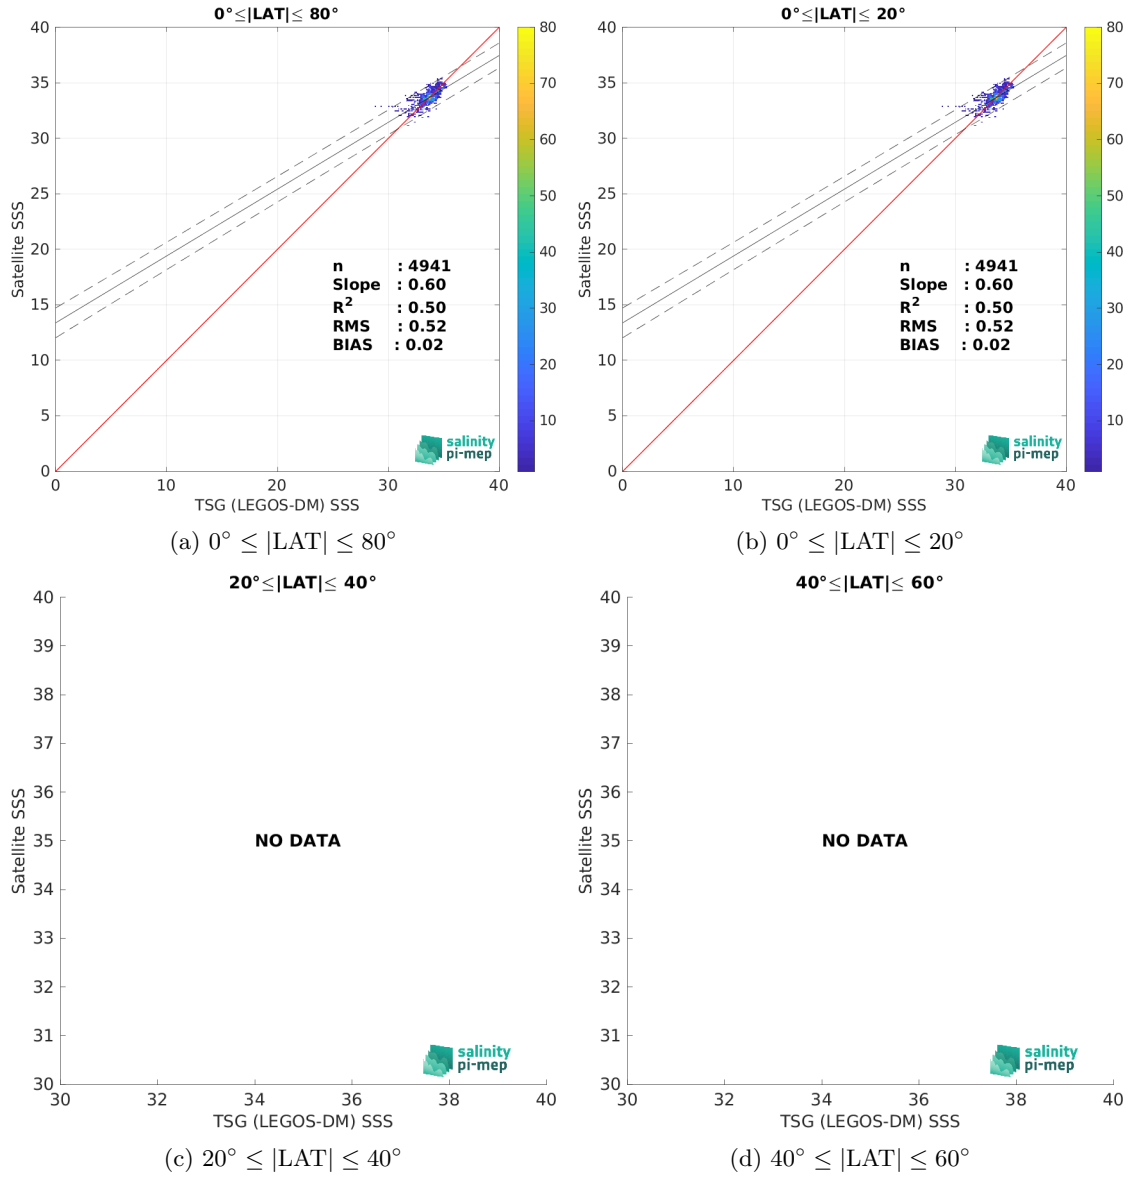 0°≤|LAT|≤ 80°
40
35
30
25
20
15
10
5
0
Satellite SSS
n : 4941
Slope : 0.60
R² : 0.50
RMS : 0.52
BIAS : 0.02
salinity
pi-mep
0 10 20 30 40
TSG (LEGOS-DM) SSS
80
70
60
50
40
30
20
10
(a) 0° ≤ |LAT| ≤ 80°
0°≤|LAT|≤ 20°
40
35
30
25
20
15
10
5
0
Satellite SSS
n : 4941
Slope : 0.60
R² : 0.50
RMS : 0.52
BIAS : 0.02
salinity
pi-mep
0 10 20 30 40
TSG (LEGOS-DM) SSS
80
70
60
50
40
30
20
10
(b) 0° ≤ |LAT| ≤ 20°
20°≤|LAT|≤ 40°
40
39
38
37
36
35
34
33
32
31
30
Satellite SSS
NO DATA
salinity
pi-mep
30 32 34 36 38 40
TSG (LEGOS-DM) SSS
(c) 20° ≤ |LAT| ≤ 40°
40°≤|LAT|≤ 60°
40
39
38
37
36
35
34
33
32
31
30
Satellite SSS
NO DATA
salinity
pi-mep
30 32 34 36 38 40
TSG (LEGOS-DM) SSS
(d) 40° ≤ |LAT| ≤ 60°